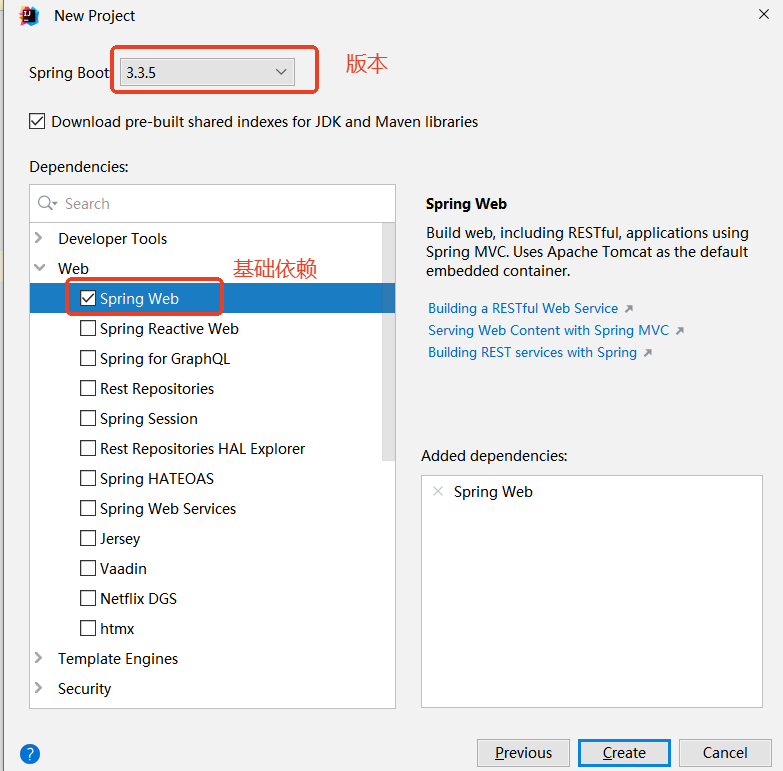 New Project
Spring Boot: 3.3.5 版本
Download pre-built shared indexes for JDK and Maven libraries
Dependencies:
Search
Developer Tools
Web 基础依赖
Spring Web
Spring Reactive Web
Spring for GraphQL
Rest Repositories
Spring Session
Rest Repositories HAL Explorer
Spring HATEOAS
Spring Web Services
Jersey
Vaadin
Netflix DGS
htmx
Template Engines
Security
Spring Web
Build web, including RESTful, applications using
Spring MVC. Uses Apache Tomcat as the default
embedded container.
Building a RESTful Web Service
Serving Web Content with Spring MVC
Building REST services with Spring
Added dependencies:
Spring Web
? Previous Create Cancel